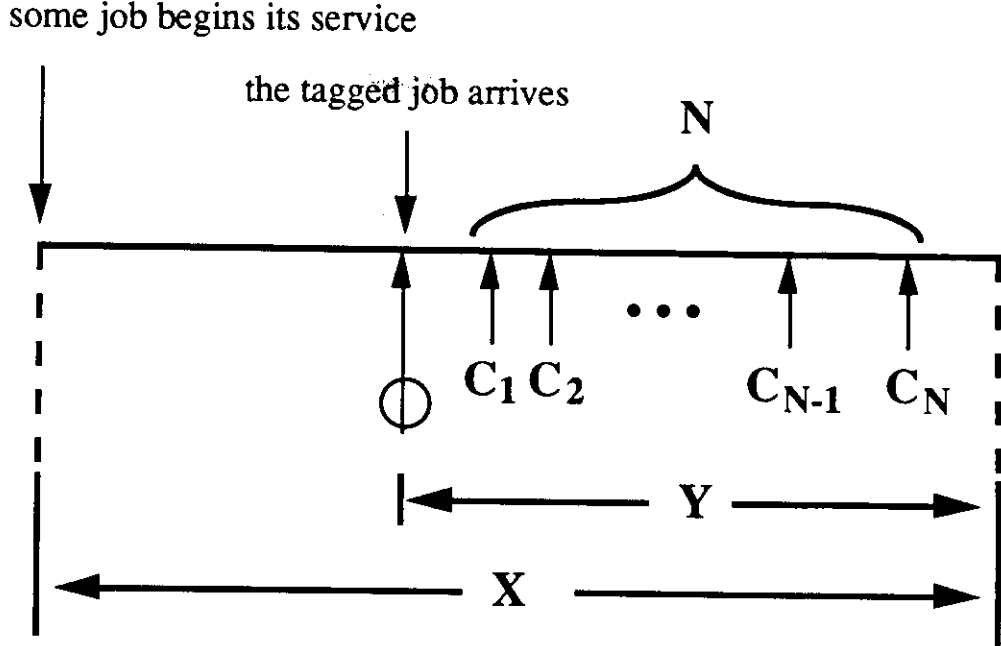 some job begins its service
the tagged job arrives
N
C1 C2 ••• CN-1 CN
Y
X